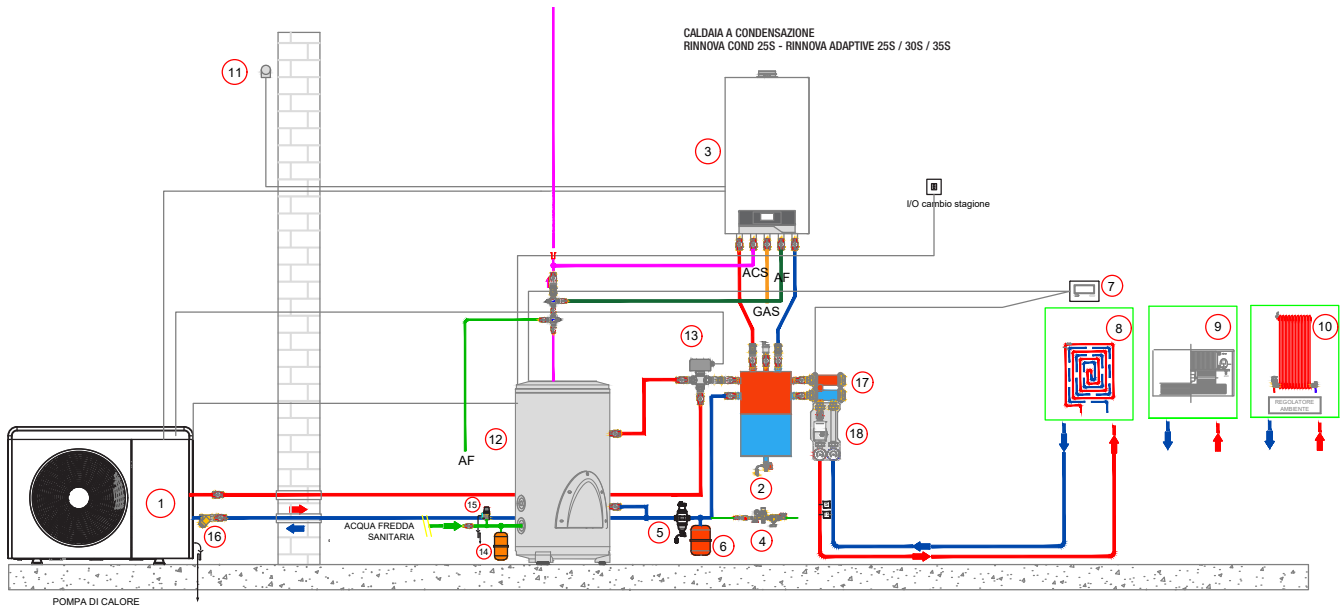 CALDAIA A CONDENSAZIONE
RINNOVA COND 25S - RINNOVA ADAPTIVE 25S / 30S / 35S
11
3
I/O cambio stagione
ACS
AF
GAS
7
8
9
10
13
17
REGOLATORE
AMBIENTE
12
18
AF
2
1
15
ACQUA FREDDA
SANITARIA
5
4
16
14
6
POMPA DI CALORE